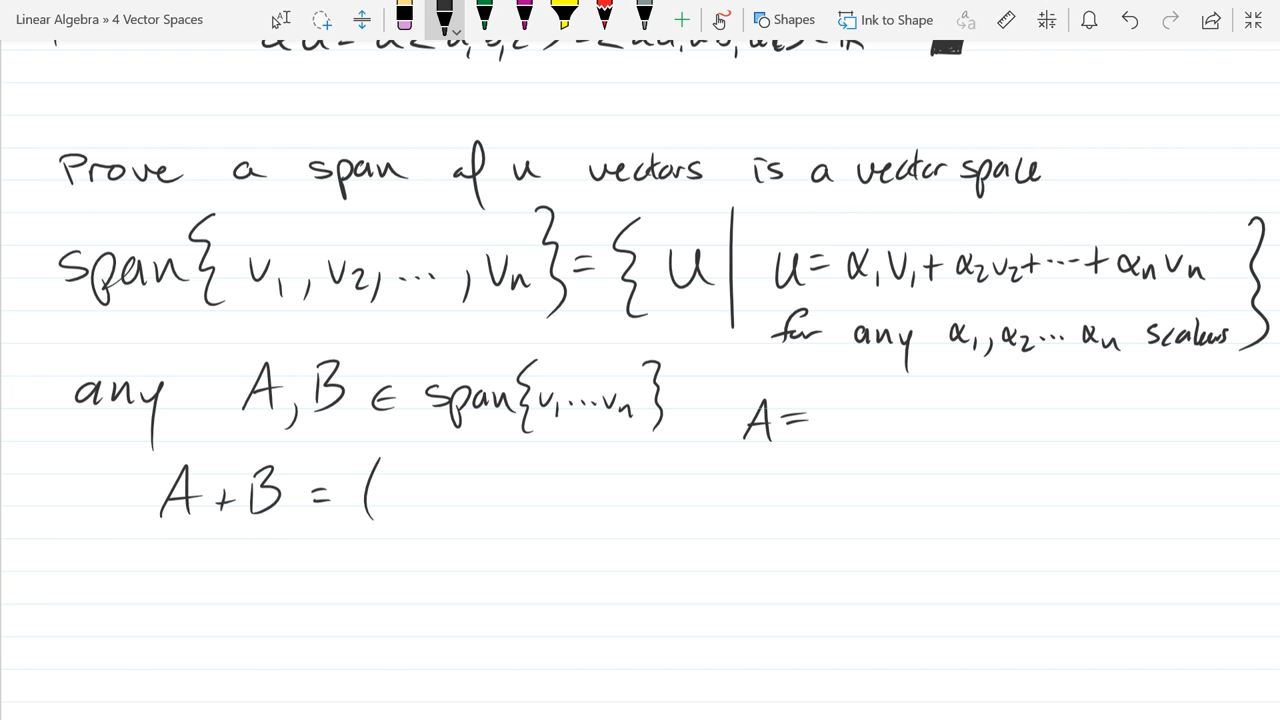 Linear Algebra » 4 Vector Spaces
Shapes Ink to Shape
Prove a span of n vectors is a vector space
span{ v₁, v₂, ..., vₙ} = { u | u = α₁v₁ + α₂v₂ + ... + αₙvₙ
for any α₁, α₂ ... αₙ scalars }
any A, B ∈ span{v₁, ... vₙ} A =
A + B = (